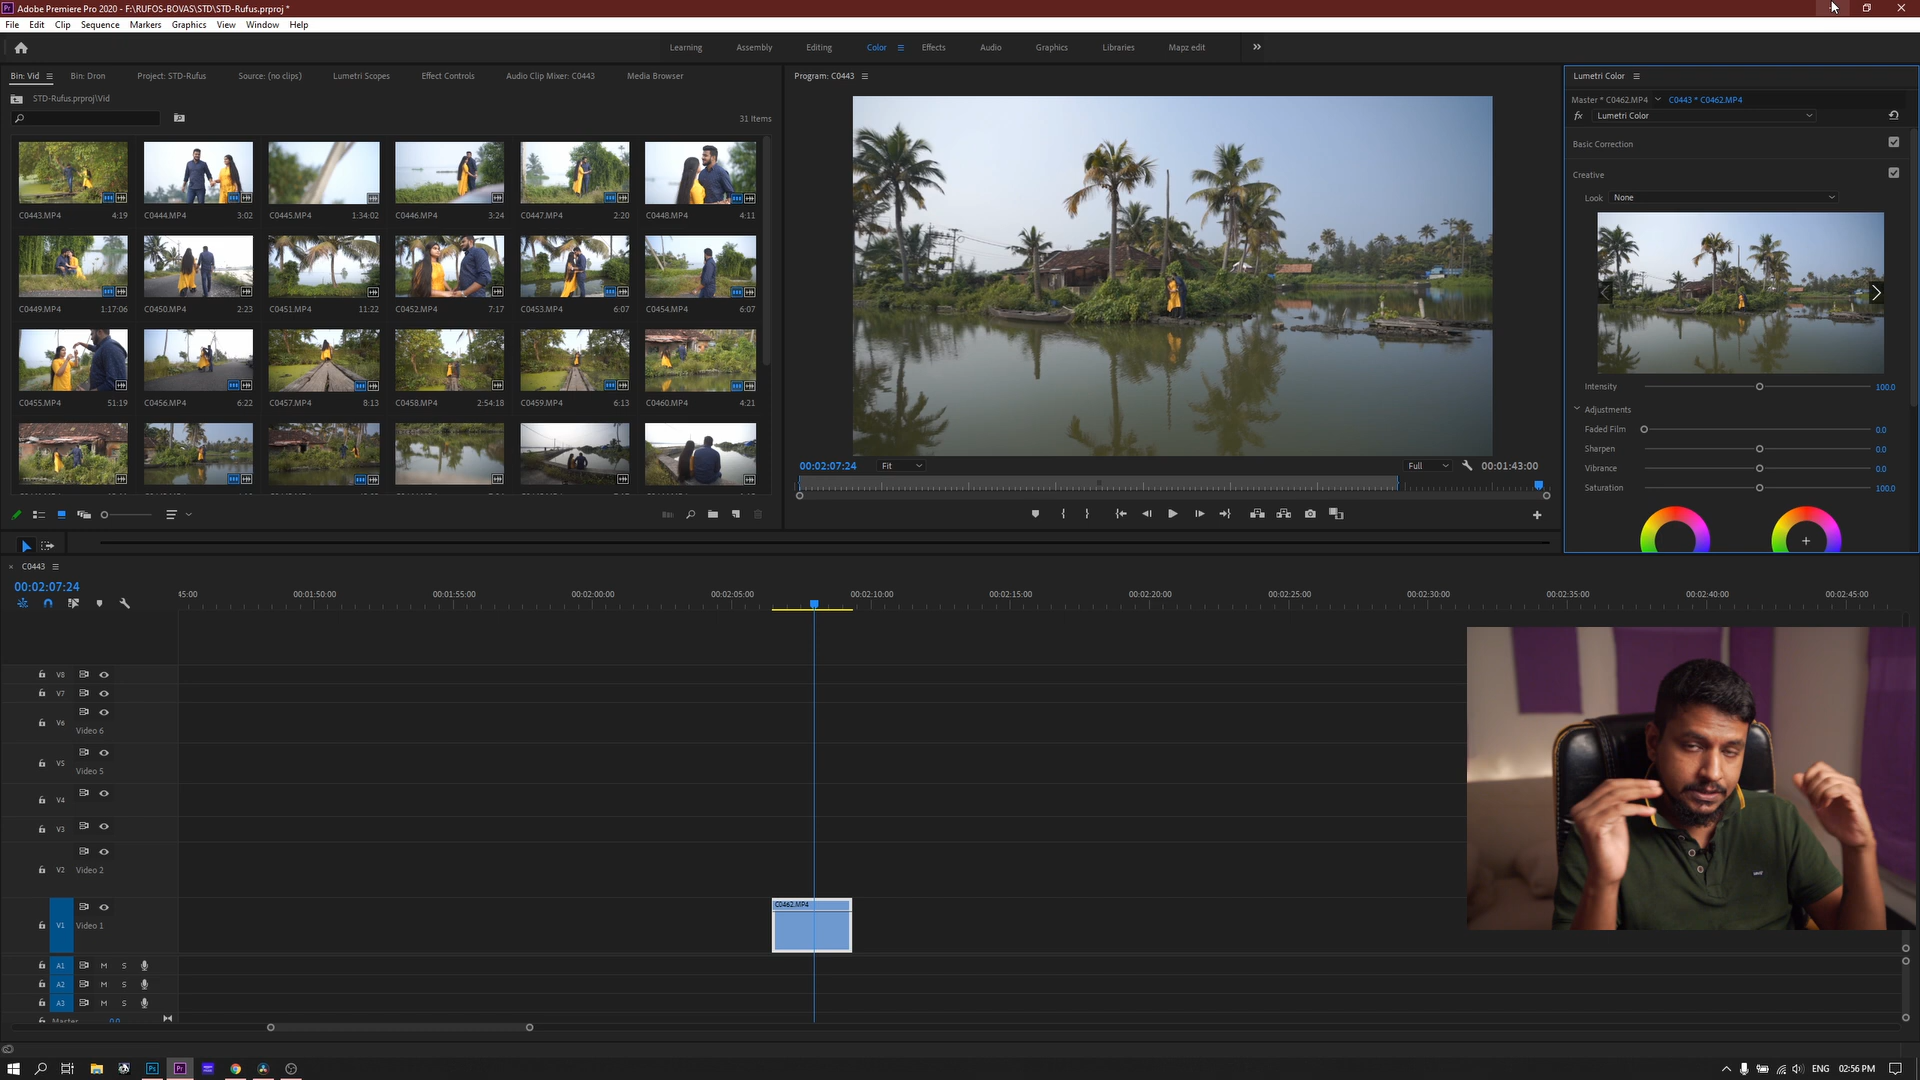 Adobe Premiere Pro 2020 - F:\RUFOS-BOVAS\STD\STD-Rufus.prproj *
File Edit Clip Sequence Markers Graphics View Window Help
Learning Assembly Editing Color Effects Audio Graphics Libraries Mapz edit
Bin: Vid Bin: Dron Project: STD-Rufus Source: (no clips) Lumetri Scopes Effect Controls Audio Clip Mixer: C0443 Media Browser
STD-Rufus.prproj\Vid
31 Items
C0443.MP4 4:19 C0444.MP4 3:02 C0445.MP4 1:34:02 C0446.MP4 3:24 C0447.MP4 2:20 C0448.MP4 4:11
C0449.MP4 1:17:06 C0450.MP4 2:23 C0451.MP4 11:22 C0452.MP4 7:17 C0453.MP4 6:07 C0454.MP4 6:07
C0455.MP4 51:19 C0456.MP4 6:22 C0457.MP4 8:13 C0458.MP4 2:54:18 C0459.MP4 6:13 C0460.MP4 4:21
Program: C0443
00:02:07:24 Fit Full 00:01:43:00
Lumetri Color
Master * C0462.MP4 C0443 * C0462.MP4
fx Lumetri Color
Basic Correction
Creative
Look None
Intensity 100.0
Adjustments
Faded Film 0.0
Sharpen 0.0
Vibrance 0.0
Saturation 100.0
C0443
00:02:07:24
45:00 00:01:50:00 00:01:55:00 00:02:00:00 00:02:05:00 00:02:10:00 00:02:15:00 00:02:20:00 00:02:25:00 00:02:30:00 00:02:35:00 00:02:40:00 00:02:45:00
V8
V7
V6
Video 6
V5
Video 5
V4
V3
V2 Video 2
C0462.MP4
V1 Video 1
A1 M S
A2 M S
A3 M S
Master 0.0
Ps Pr ENG 02:56 PM